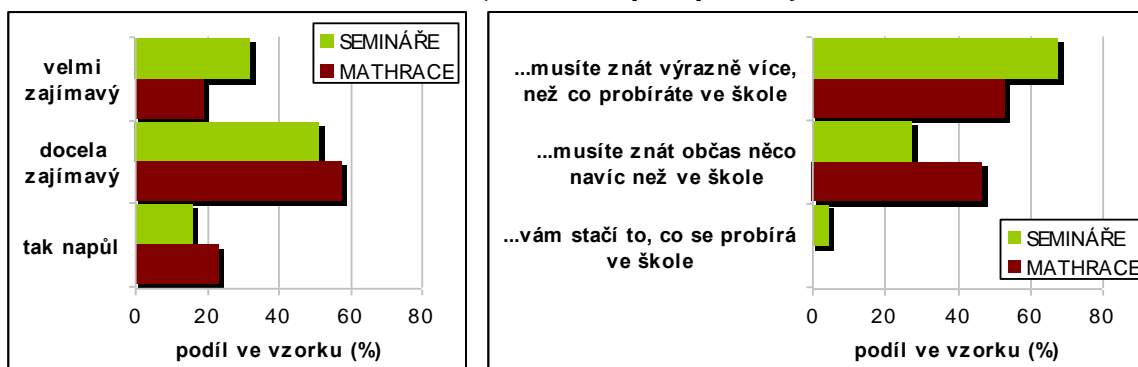 SEMINÁŘE
MATHRACE
velmi
zajímavý
docela
zajímavý
tak napůl
0 20 40 60 80
podíl ve vzorku (%)
...musíte znát výrazně více,
než co probíráte ve škole
...musíte znát občas něco
navíc než ve škole
...vám stačí to, co se probírá
ve škole
SEMINÁŘE
MATHRACE
0 20 40 60 80
podíl ve vzorku (%)